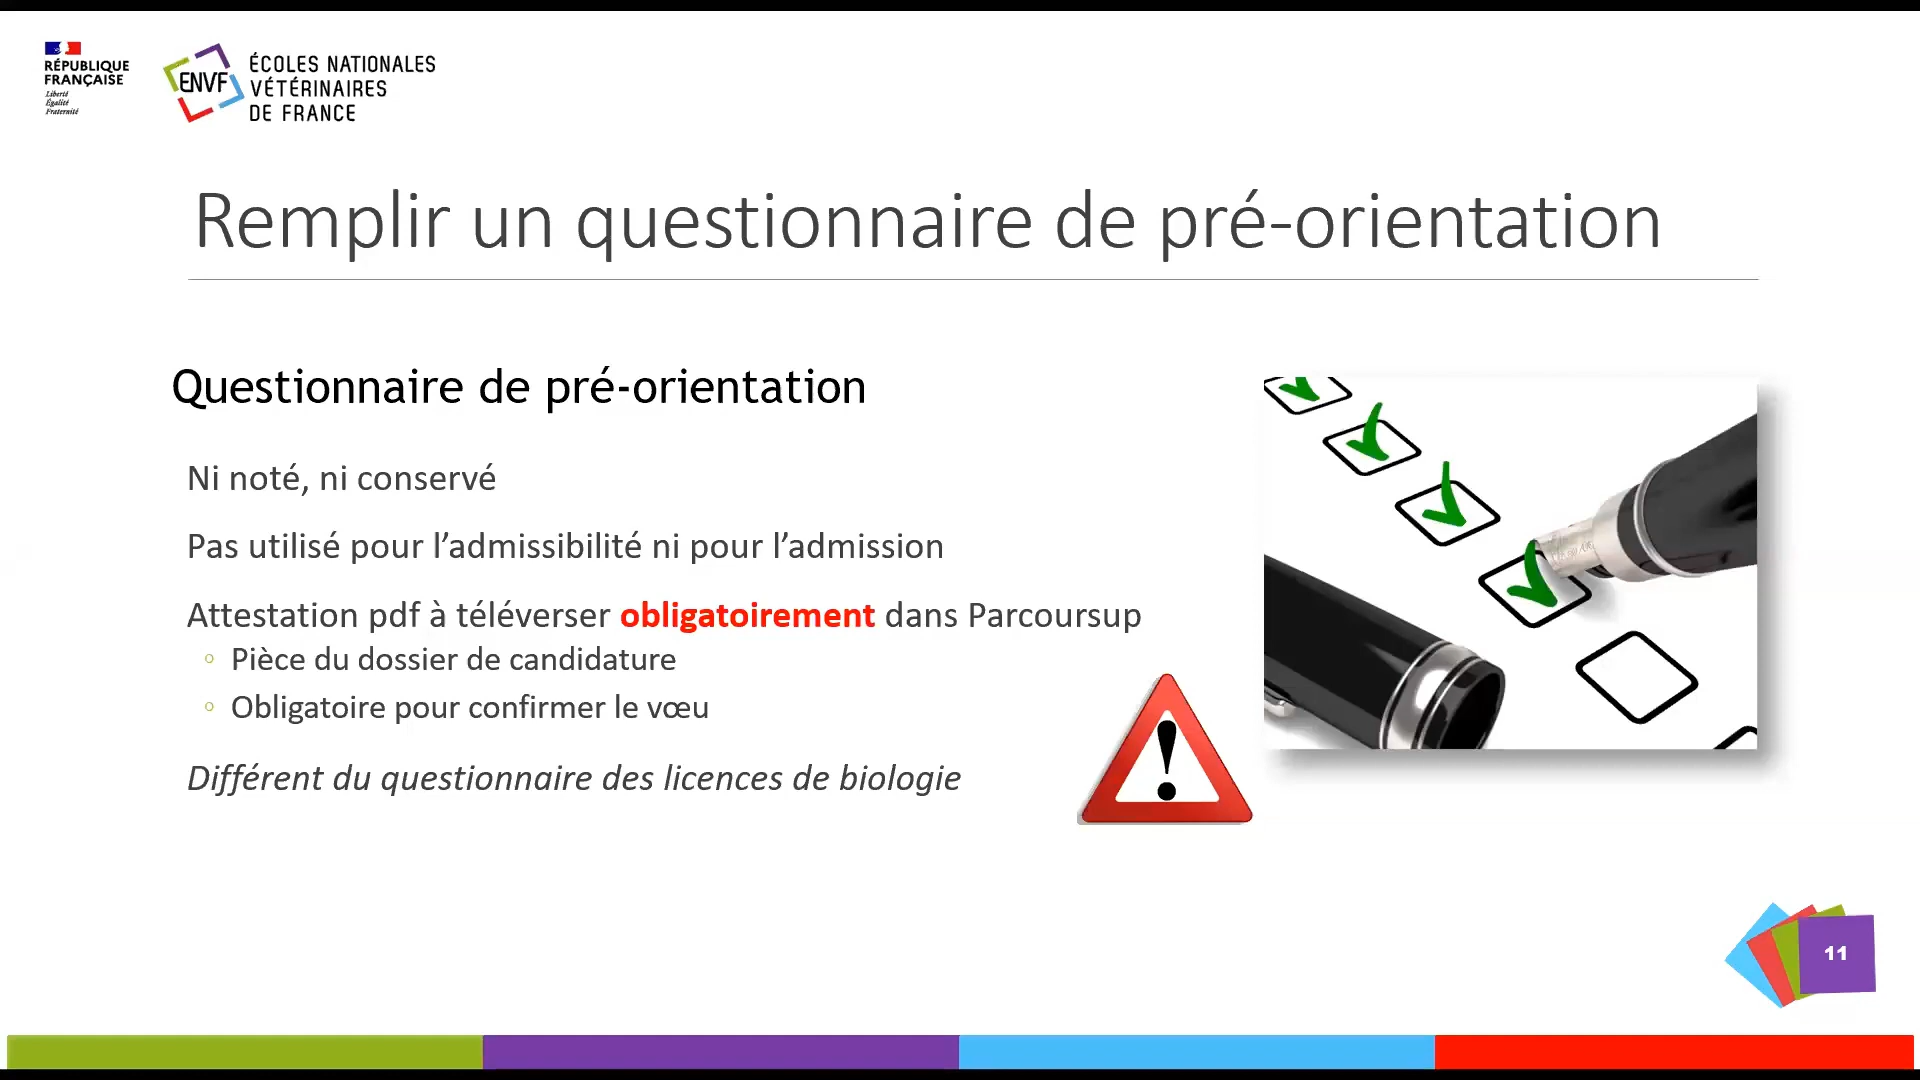 RÉPUBLIQUE
FRANÇAISE
Liberté
Égalité
Fraternité
ENVF
ÉCOLES NATIONALES
VÉTÉRINAIRES
DE FRANCE
Remplir un questionnaire de pré-orientation
Questionnaire de pré-orientation
Ni noté, ni conservé
Pas utilisé pour l’admissibilité ni pour l’admission
Attestation pdf à téléverser obligatoirement dans Parcoursup
◦ Pièce du dossier de candidature
◦ Obligatoire pour confirmer le vœu
Différent du questionnaire des licences de biologie
11